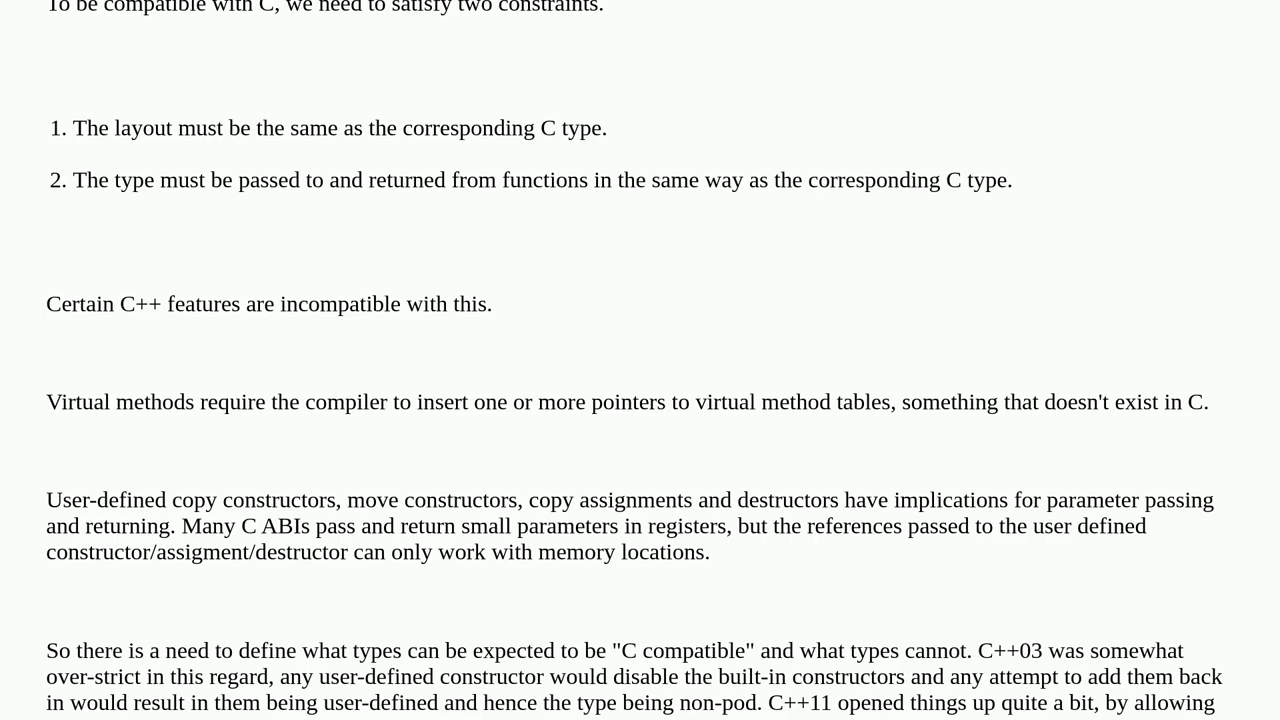 To be compatible with C, we need to satisfy two constraints.
1. The layout must be the same as the corresponding C type.
2. The type must be passed to and returned from functions in the same way as the corresponding C type.
Certain C++ features are incompatible with this.
Virtual methods require the compiler to insert one or more pointers to virtual method tables, something that doesn't exist in C.
User-defined copy constructors, move constructors, copy assignments and destructors have implications for parameter passing
and returning. Many C ABIs pass and return small parameters in registers, but the references passed to the user defined
constructor/assigment/destructor can only work with memory locations.
So there is a need to define what types can be expected to be "C compatible" and what types cannot. C++03 was somewhat
over-strict in this regard, any user-defined constructor would disable the built-in constructors and any attempt to add them back
in would result in them being user-defined and hence the type being non-pod. C++11 opened things up quite a bit, by allowing